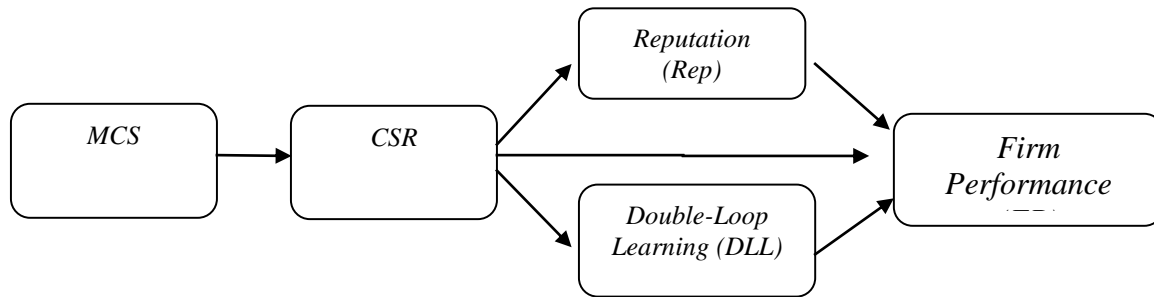 MCS
CSR
Reputation
(Rep)
Double-Loop
Learning (DLL)
Firm
Performance